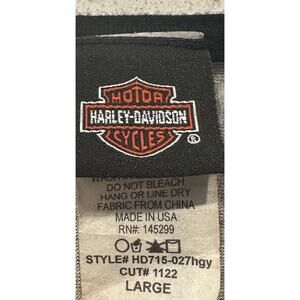 MOTOR
HARLEY-DAVIDSON
CYCLES
®
DO NOT BLEACH
HANG OR LINE DRY
FABRIC FROM CHINA
MADE IN USA
RN#: 145299
STYLE# HD715-027hgy
CUT# 1122
LARGE